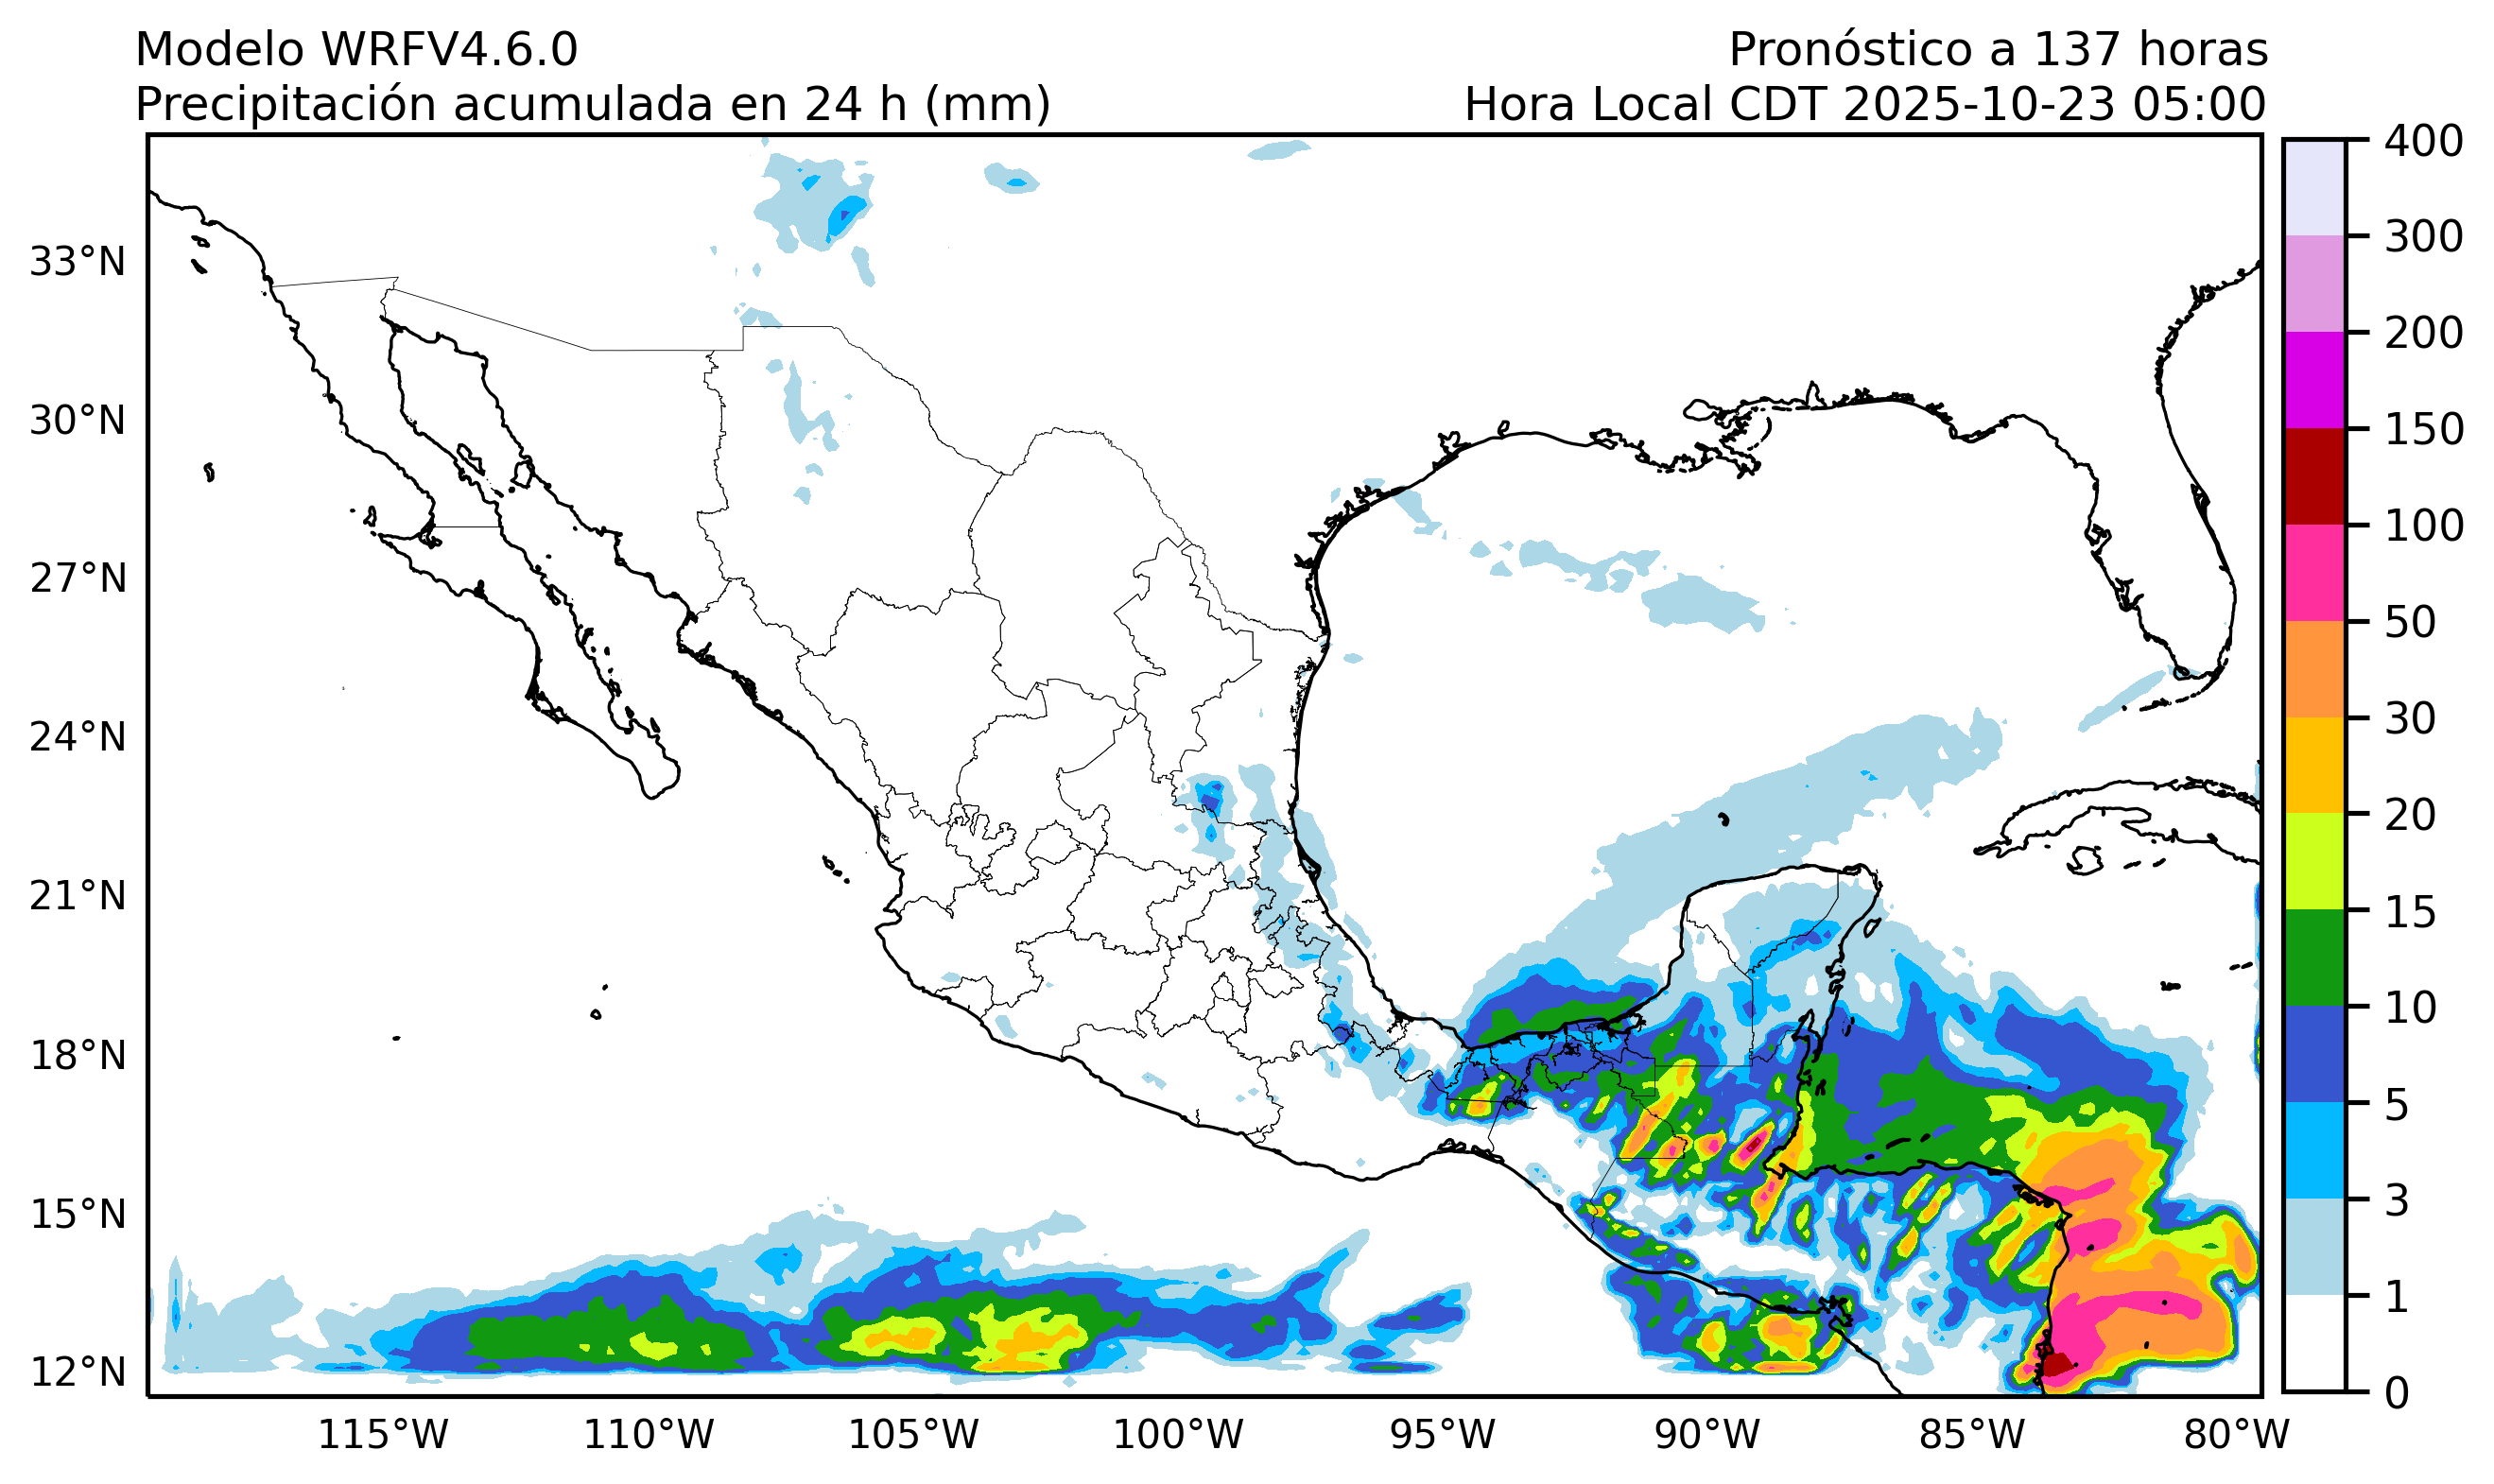 Modelo WRFV4.6.0
Pronóstico a 137 horas
Precipitación acumulada en 24 h (mm)
Hora Local CDT 2025-10-23 05:00
33°N
30°N
27°N
24°N
21°N
18°N
15°N
12°N
115°W
110°W
105°W
100°W
95°W
90°W
85°W
80°W
400
300
200
150
100
50
30
20
15
10
5
3
1
0